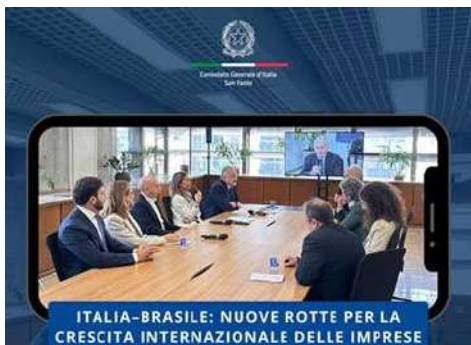 Consolato Generale d'Italia
San Paolo
ITALIA–BRASILE: NUOVE ROTTE PER LA
CRESCITA INTERNAZIONALE DELLE IMPRESE